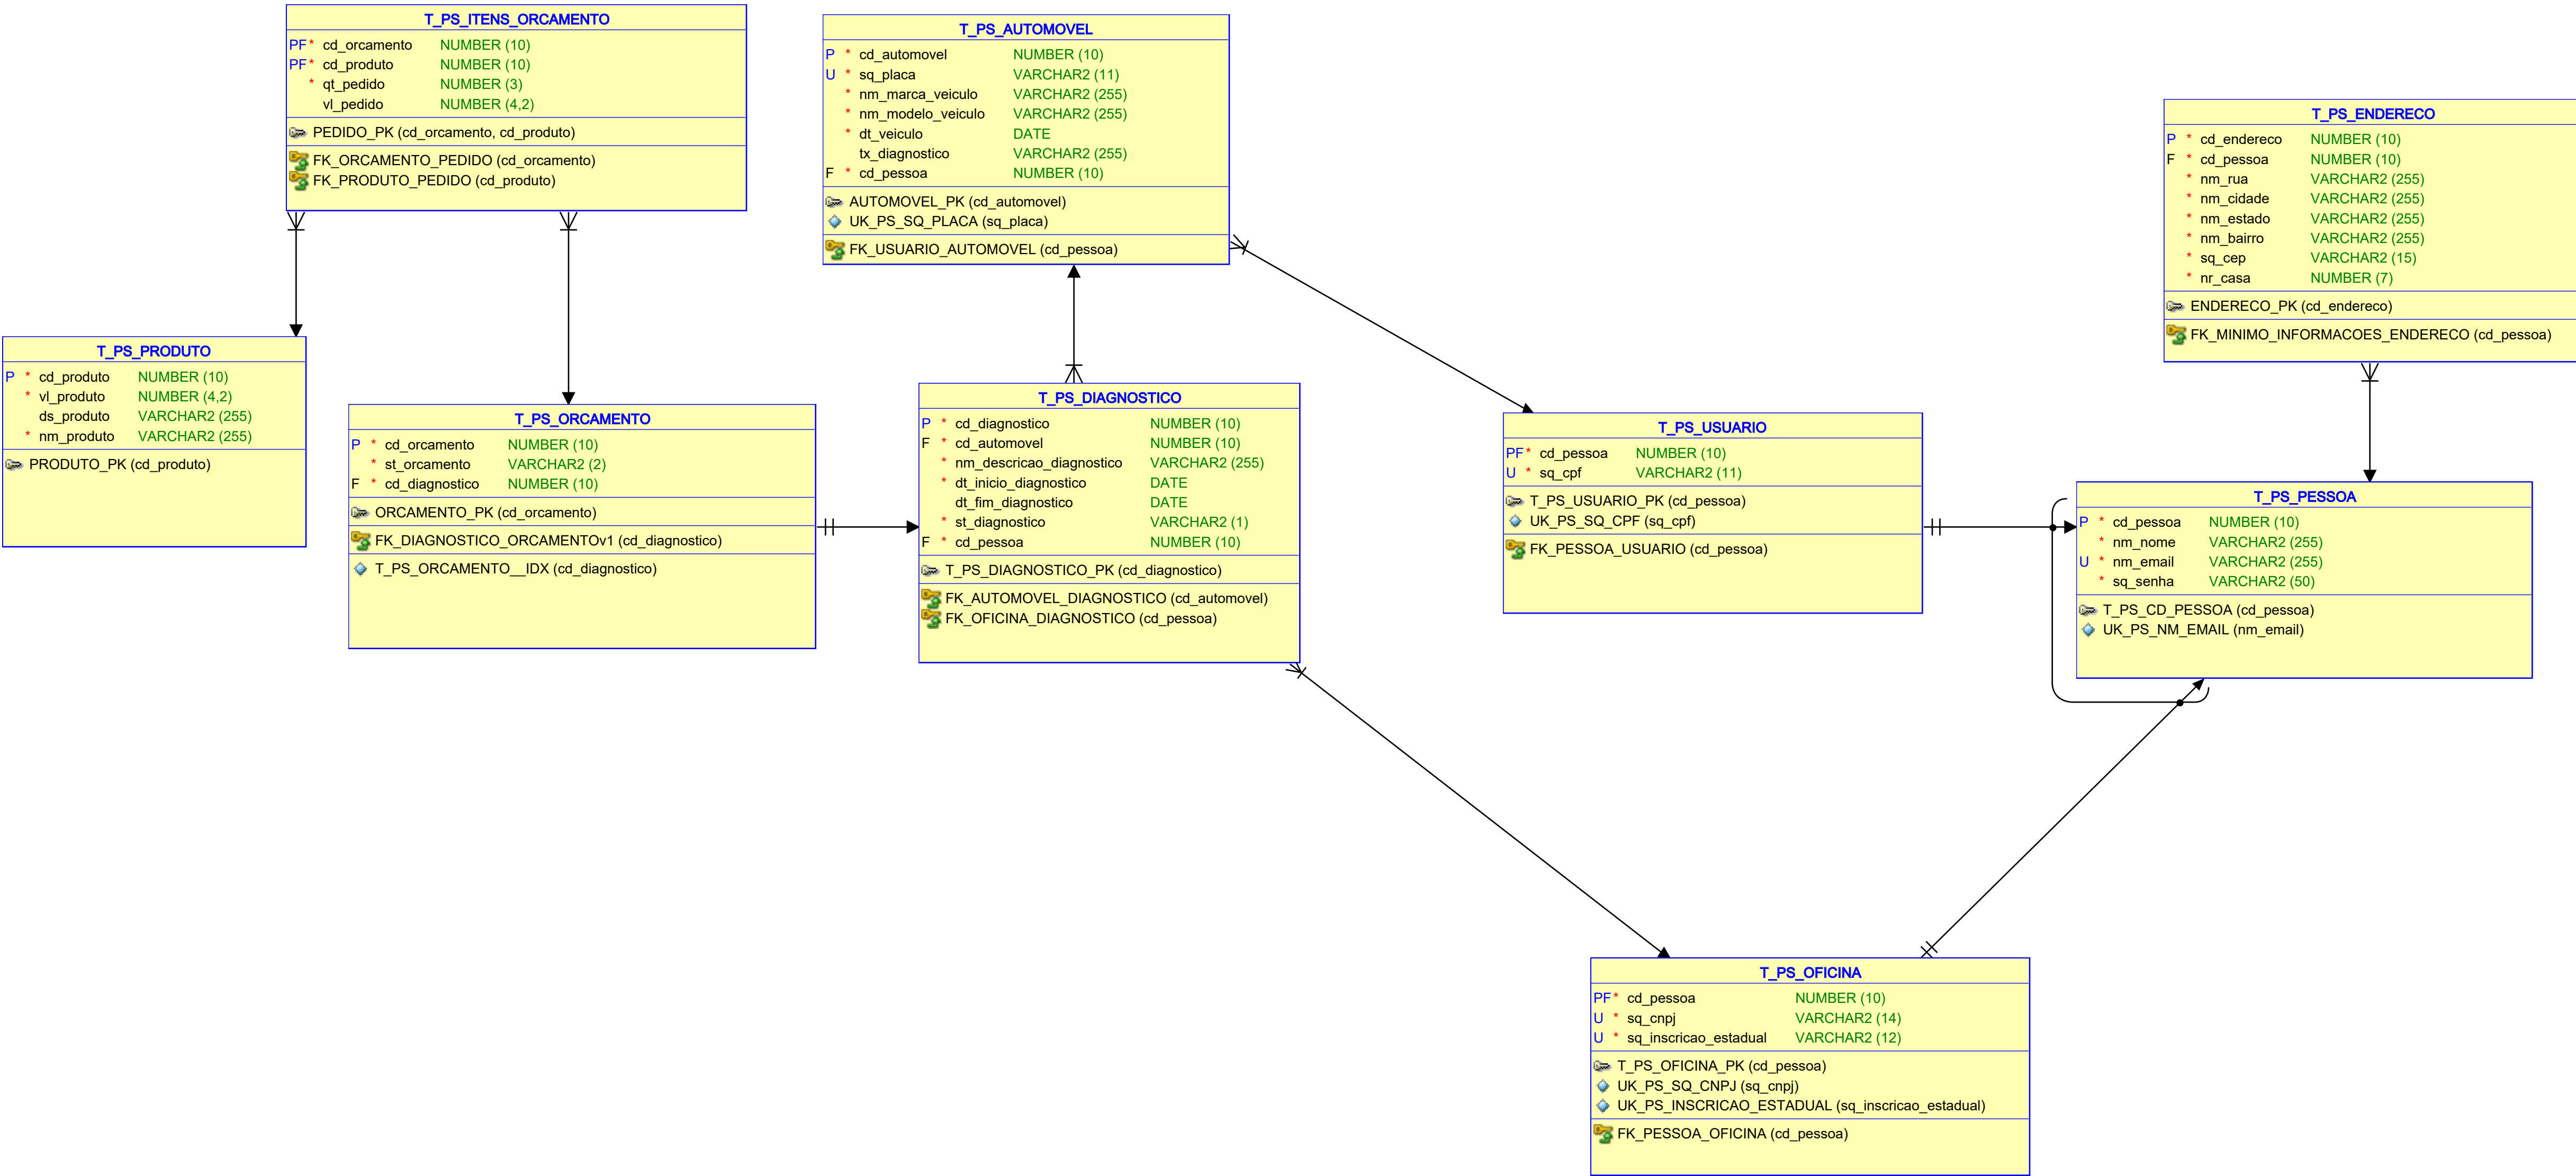 T_PS_ITENS_ORCAMENTO
PF * cd_orcamento NUMBER (10)
PF * cd_produto NUMBER (10)
* qt_pedido NUMBER (3)
vl_pedido NUMBER (4,2)
PEDIDO_PK (cd_orcamento, cd_produto)
FK_ORCAMENTO_PEDIDO (cd_orcamento)
FK_PRODUTO_PEDIDO (cd_produto)
T_PS_AUTOMOVEL
P * cd_automovel NUMBER (10)
U * sq_placa VARCHAR2 (11)
* nm_marca_veiculo VARCHAR2 (255)
* nm_modelo_veiculo VARCHAR2 (255)
* dt_veiculo DATE
tx_diagnostico VARCHAR2 (255)
F * cd_pessoa NUMBER (10)
AUTOMOVEL_PK (cd_automovel)
UK_PS_SQ_PLACA (sq_placa)
FK_USUARIO_AUTOMOVEL (cd_pessoa)
T_PS_ENDERECO
P * cd_endereco NUMBER (10)
F * cd_pessoa NUMBER (10)
* nm_rua VARCHAR2 (255)
* nm_cidade VARCHAR2 (255)
* nm_estado VARCHAR2 (255)
* nm_bairro VARCHAR2 (255)
* sq_cep VARCHAR2 (15)
* nr_casa NUMBER (7)
ENDERECO_PK (cd_endereco)
FK_MINIMO_INFORMACOES_ENDERECO (cd_pessoa)
T_PS_PRODUTO
P * cd_produto NUMBER (10)
* vl_produto NUMBER (4,2)
ds_produto VARCHAR2 (255)
* nm_produto VARCHAR2 (255)
PRODUTO_PK (cd_produto)
T_PS_ORCAMENTO
P * cd_orcamento NUMBER (10)
* st_orcamento VARCHAR2 (2)
F * cd_diagnostico NUMBER (10)
ORCAMENTO_PK (cd_orcamento)
FK_DIAGNOSTICO_ORCAMENTOv1 (cd_diagnostico)
T_PS_ORCAMENTO__IDX (cd_diagnostico)
T_PS_DIAGNOSTICO
P * cd_diagnostico NUMBER (10)
F * cd_automovel NUMBER (10)
* nm_descricao_diagnostico VARCHAR2 (255)
* dt_inicio_diagnostico DATE
dt_fim_diagnostico DATE
* st_diagnostico VARCHAR2 (1)
F * cd_pessoa NUMBER (10)
T_PS_DIAGNOSTICO_PK (cd_diagnostico)
FK_AUTOMOVEL_DIAGNOSTICO (cd_automovel)
FK_OFICINA_DIAGNOSTICO (cd_pessoa)
T_PS_USUARIO
PF * cd_pessoa NUMBER (10)
U * sq_cpf VARCHAR2 (11)
T_PS_USUARIO_PK (cd_pessoa)
UK_PS_SQ_CPF (sq_cpf)
FK_PESSOA_USUARIO (cd_pessoa)
T_PS_PESSOA
P * cd_pessoa NUMBER (10)
* nm_nome VARCHAR2 (255)
U * nm_email VARCHAR2 (255)
* sq_senha VARCHAR2 (50)
T_PS_CD_PESSOA (cd_pessoa)
UK_PS_NM_EMAIL (nm_email)
T_PS_OFICINA
PF * cd_pessoa NUMBER (10)
U * sq_cnpj VARCHAR2 (14)
U * sq_inscricao_estadual VARCHAR2 (12)
T_PS_OFICINA_PK (cd_pessoa)
UK_PS_SQ_CNPJ (sq_cnpj)
UK_PS_INSCRICAO_ESTADUAL (sq_inscricao_estadual)
FK_PESSOA_OFICINA (cd_pessoa)